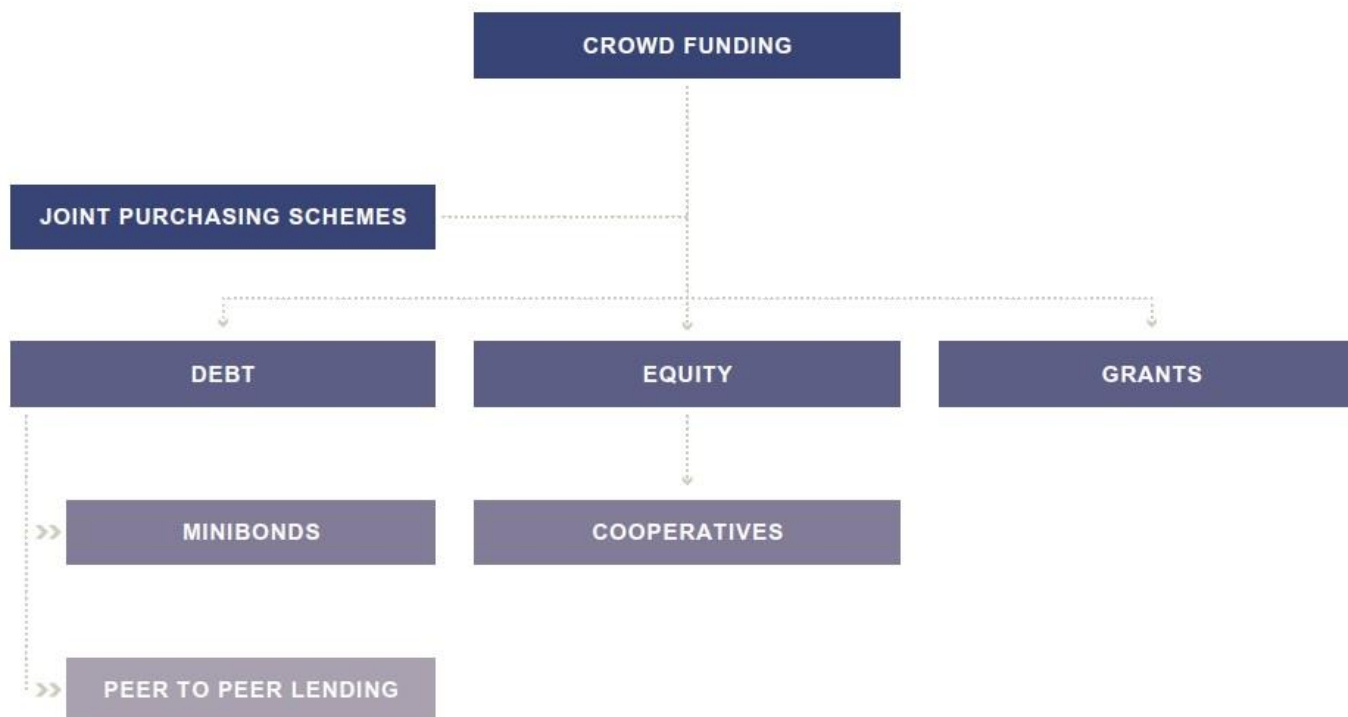 CROWD FUNDING
JOINT PURCHASING SCHEMES
DEBT
EQUITY
GRANTS
MINIBONDS
COOPERATIVES
PEER TO PEER LENDING